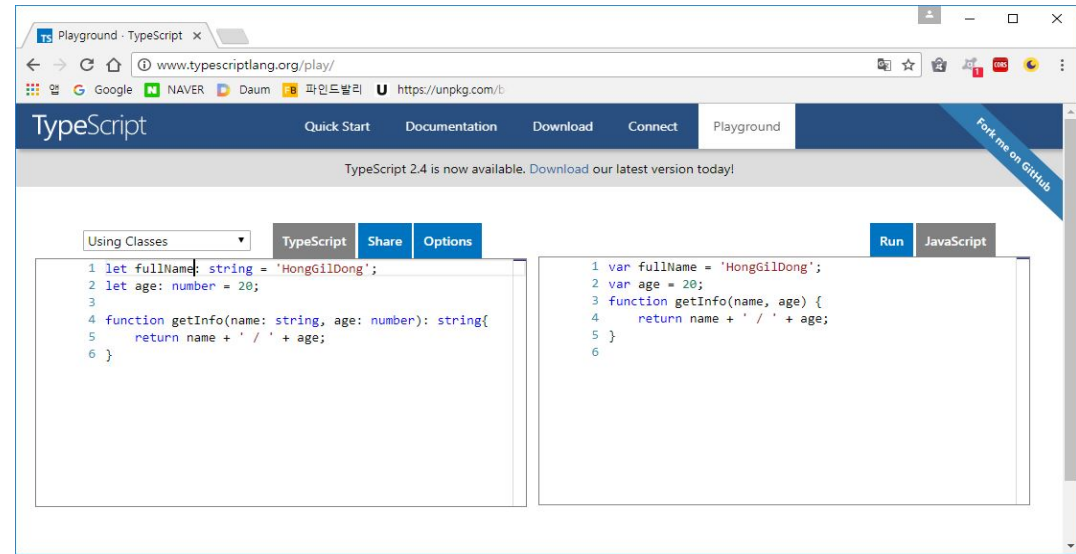 Playground · TypeScript
www.typescriptlang.org/play/
앱 Google NAVER Daum 파인드발리 https://unpkg.com/b
TypeScript Quick Start Documentation Download Connect Playground
Fork me on GitHub
TypeScript 2.4 is now available. Download our latest version today!
Using Classes TypeScript Share Options Run JavaScript
1 let fullName: string = 'HongGilDong';
2 let age: number = 20;
3
4 function getInfo(name: string, age: number): string{
5 return name + ' / ' + age;
6 }
1 var fullName = 'HongGilDong';
2 var age = 20;
3 function getInfo(name, age) {
4 return name + ' / ' + age;
5 }
6